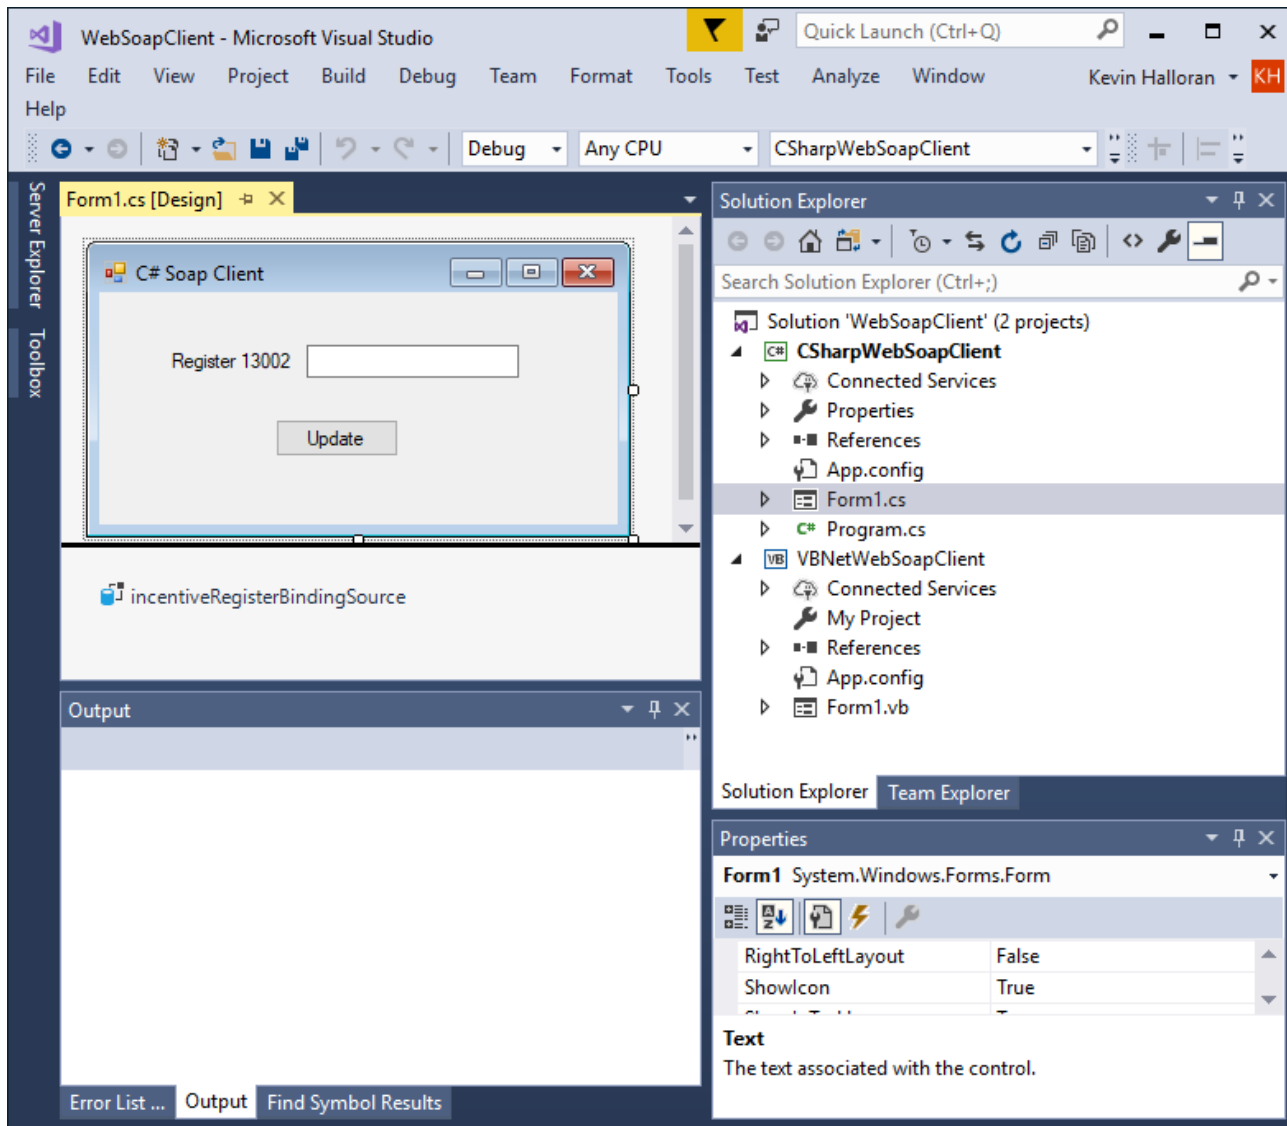 WebSoapClient - Microsoft Visual Studio
Quick Launch (Ctrl+Q)
File Edit View Project Build Debug Team Format Tools Test Analyze Window
Kevin Halloran KH
Help
Debug Any CPU CSharpWebSoapClient
Server Explorer
Toolbox
Form1.cs [Design]
C# Soap Client
Register 13002
Update
incentiveRegisterBindingSource
Output
Error List ... Output Find Symbol Results
Solution Explorer
Search Solution Explorer (Ctrl+;)
Solution 'WebSoapClient' (2 projects)
C# CSharpWebSoapClient
Connected Services
Properties
References
App.config
Form1.cs
C# Program.cs
VB VBNetWebSoapClient
Connected Services
My Project
References
App.config
Form1.vb
Solution Explorer Team Explorer
Properties
Form1 System.Windows.Forms.Form
RightToLeftLayout False
ShowIcon True
Text
The text associated with the control.